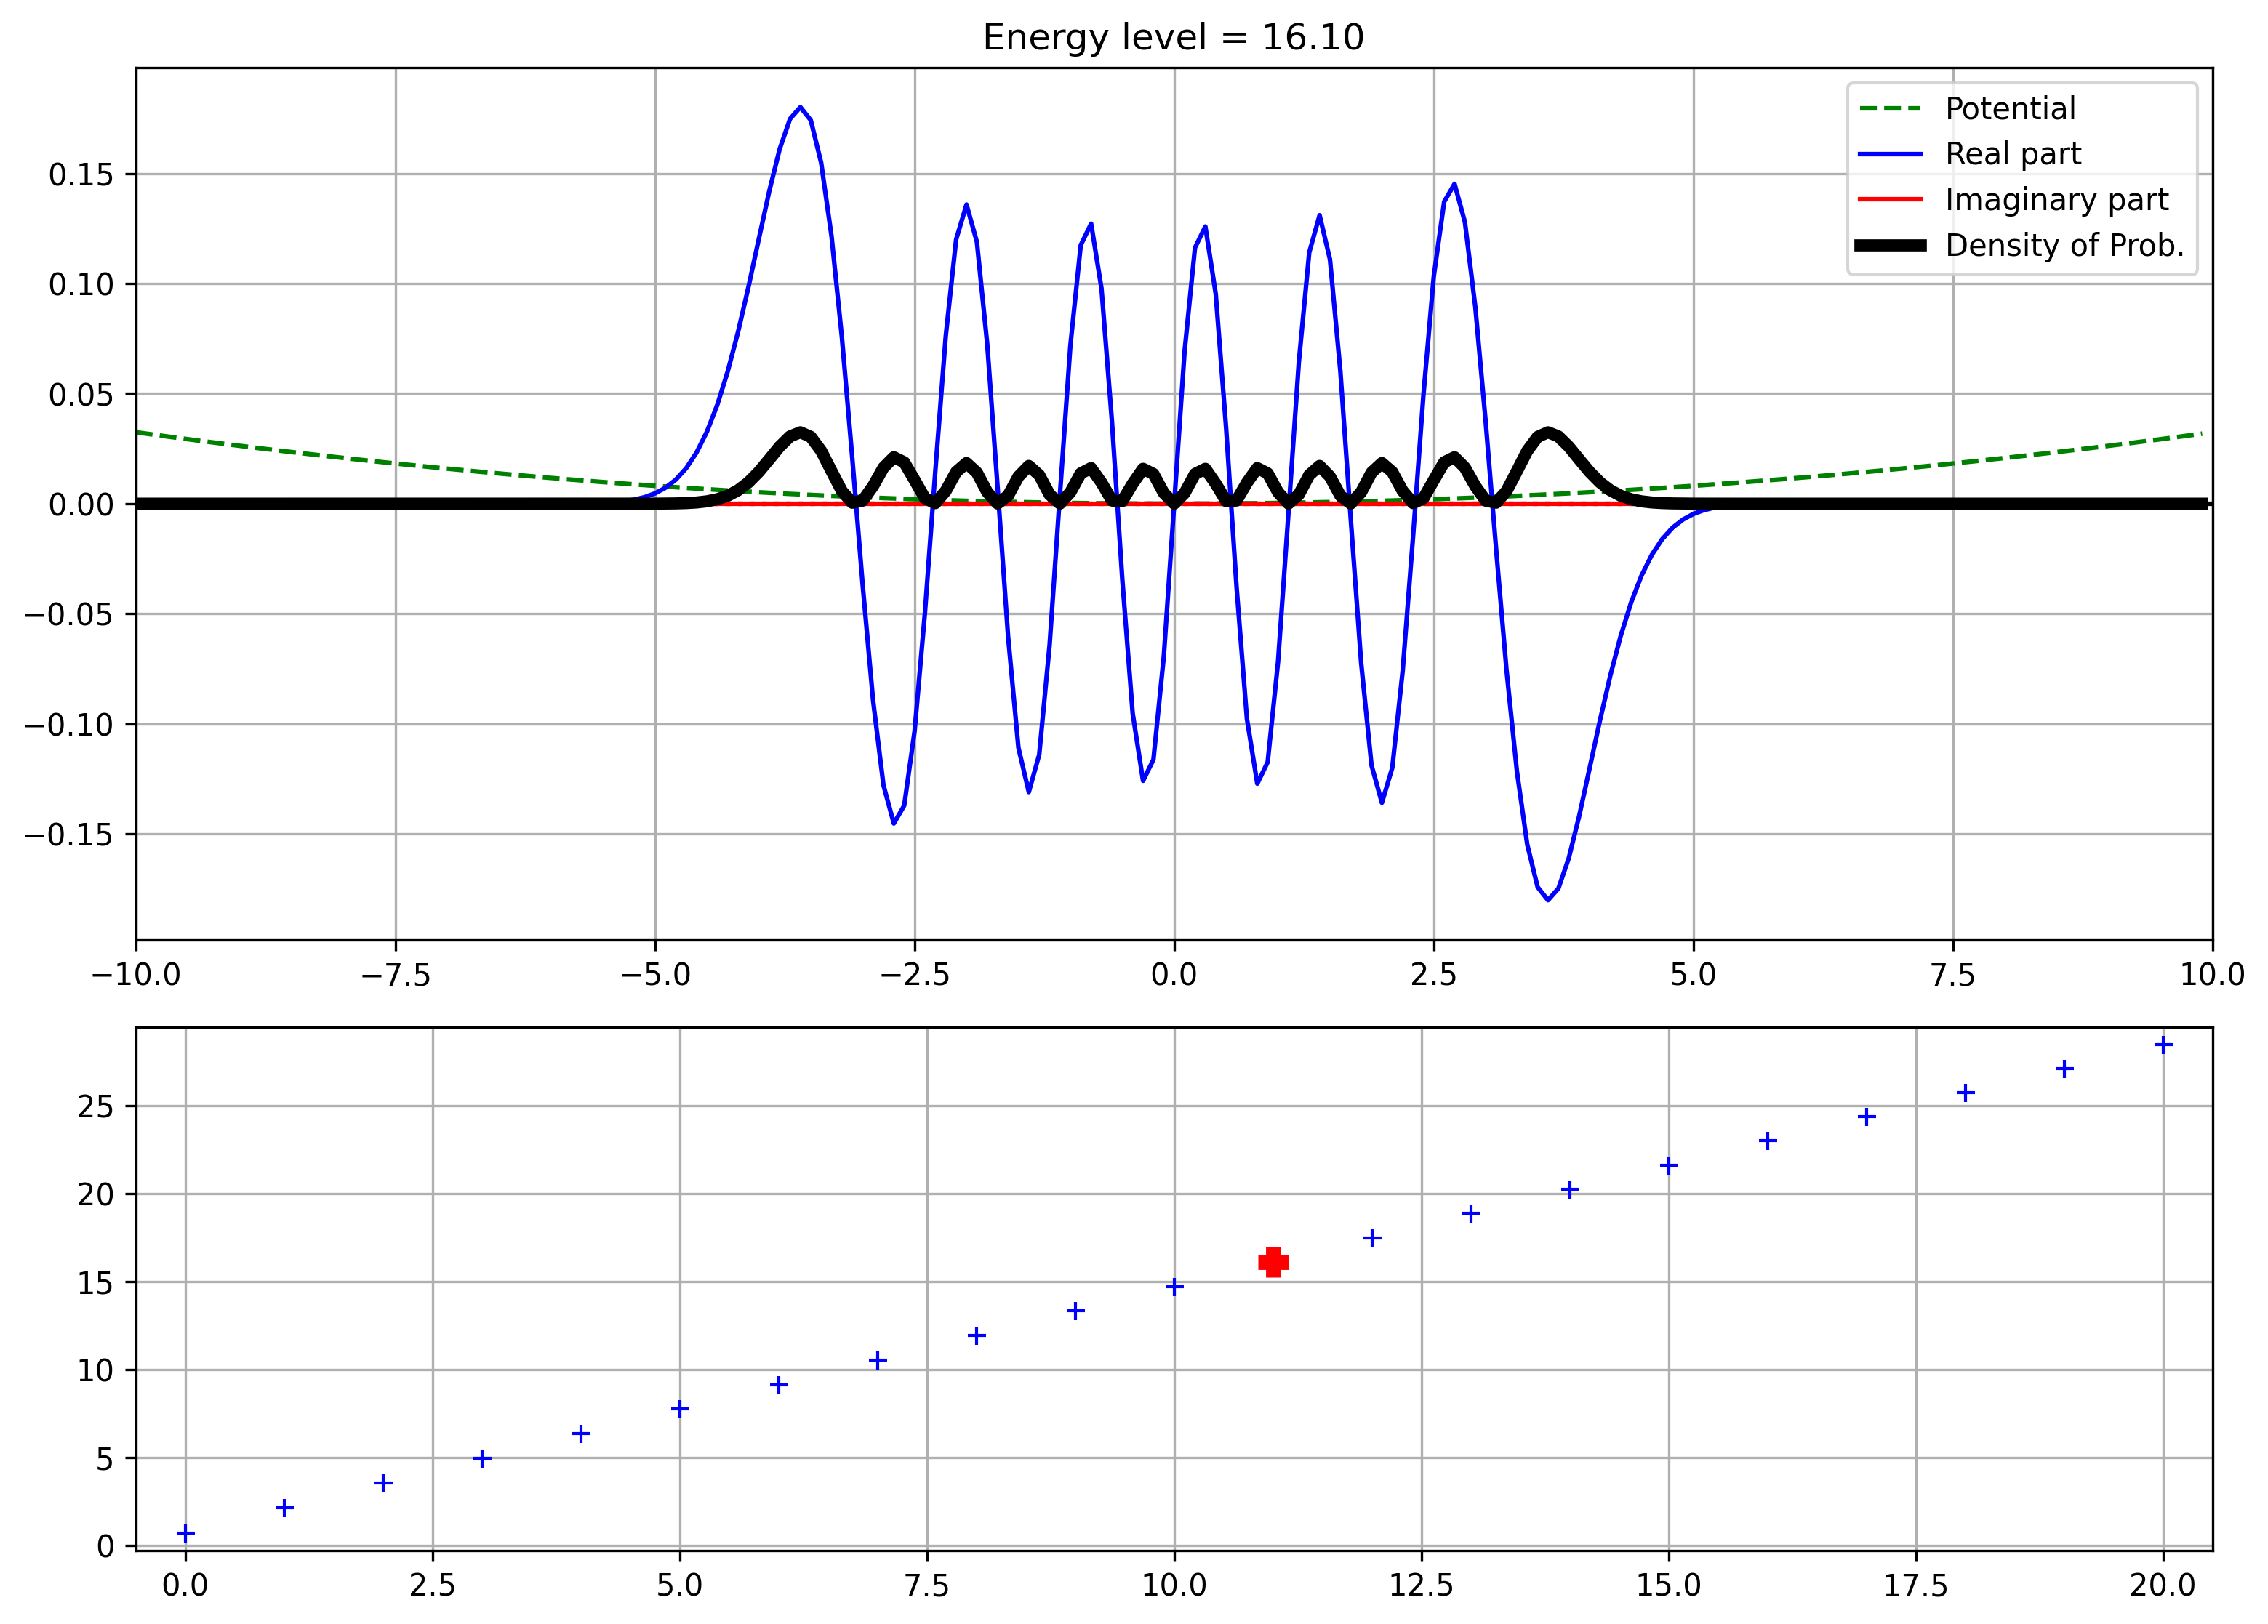 Energy level = 16.10
Potential
Real part
Imaginary part
Density of Prob.
0.15
0.10
0.05
0.00
−0.05
−0.10
−0.15
−10.0 −7.5 −5.0 −2.5 0.0 2.5 5.0 7.5 10.0
25
20
15
10
5
0
0.0 2.5 5.0 7.5 10.0 12.5 15.0 17.5 20.0